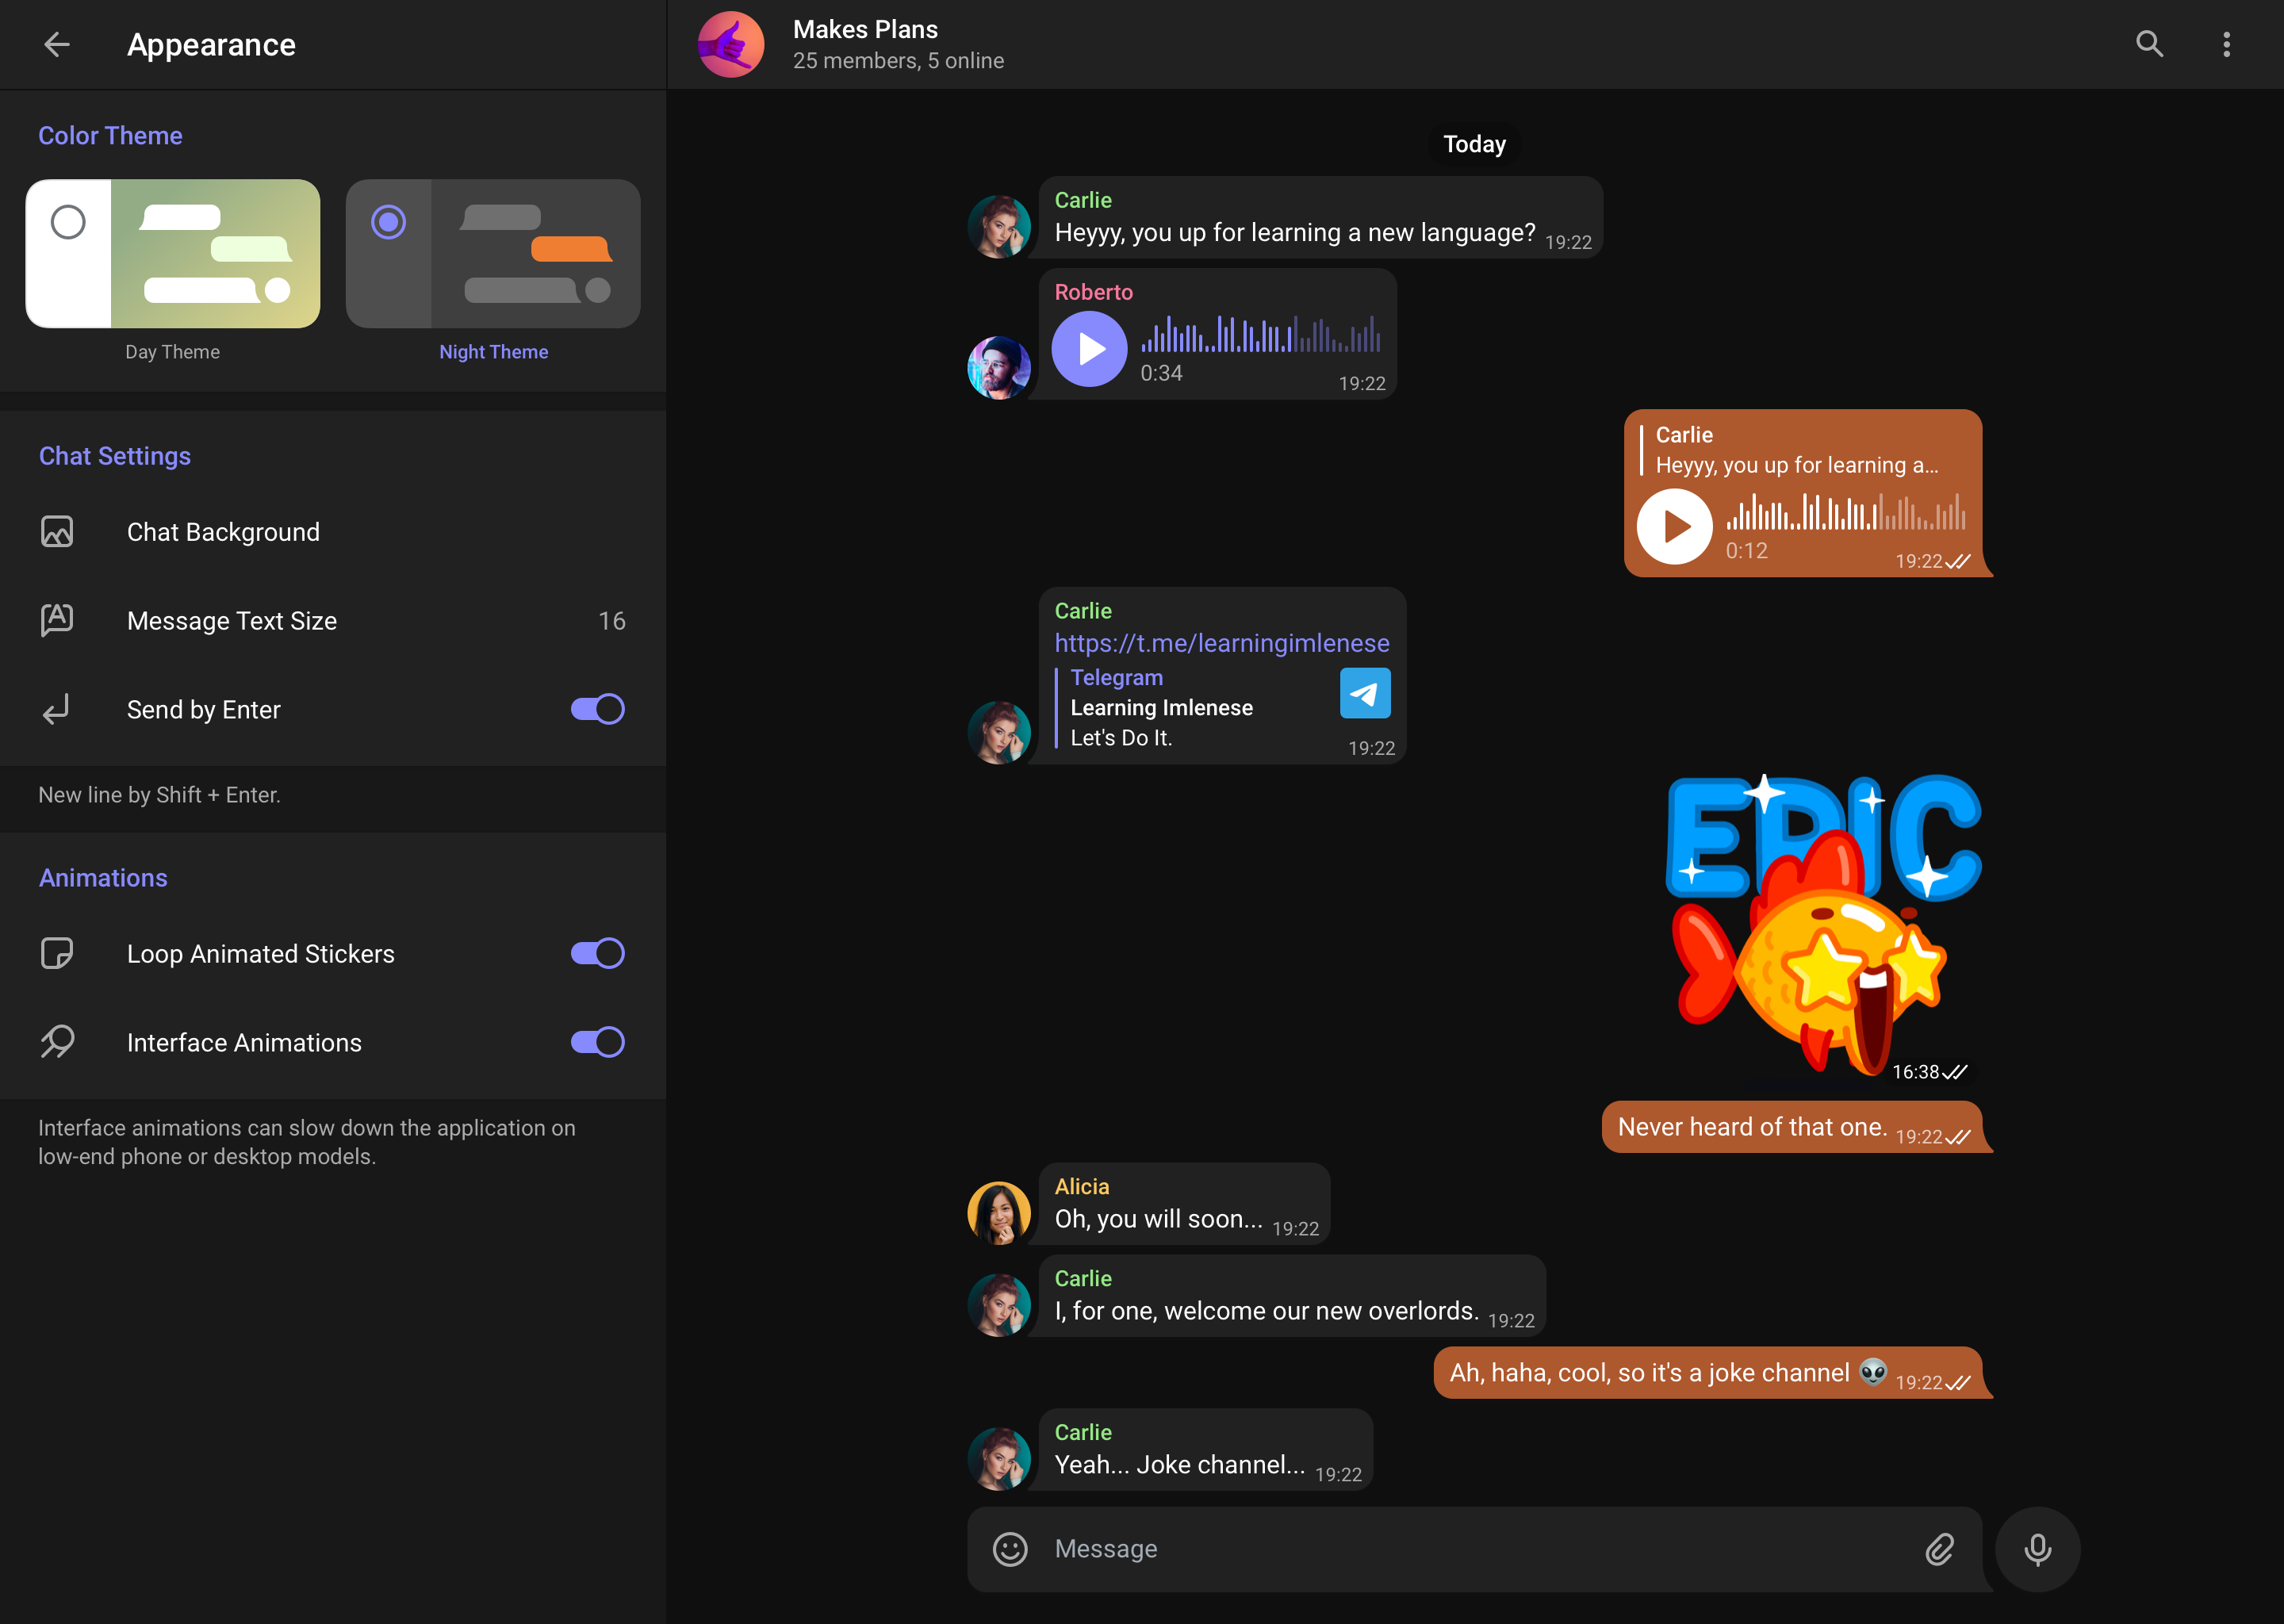 Appearance
Color Theme
Day Theme
Night Theme
Chat Settings
Chat Background
Message Text Size 16
Send by Enter
New line by Shift + Enter.
Animations
Loop Animated Stickers
Interface Animations
Interface animations can slow down the application on
low-end phone or desktop models.
Makes Plans
25 members, 5 online
Today
Carlie
Heyyy, you up for learning a new language? 19:22
Roberto
0:34 19:22
Carlie
Heyyy, you up for learning a...
0:12 19:22
Carlie
https://t.me/learningimlenese
Telegram
Learning Imlenese
Let's Do It. 19:22
EPIC
16:38
Never heard of that one. 19:22
Alicia
Oh, you will soon... 19:22
Carlie
I, for one, welcome our new overlords. 19:22
Ah, haha, cool, so it's a joke channel 👽 19:22
Carlie
Yeah... Joke channel... 19:22
Message